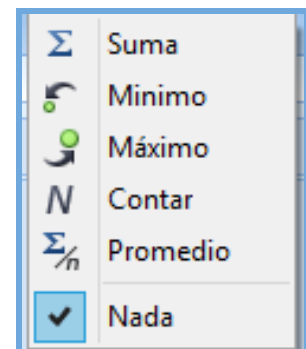 Σ Suma
Minimo
Máximo
N Contar
Σ/n Promedio
Nada